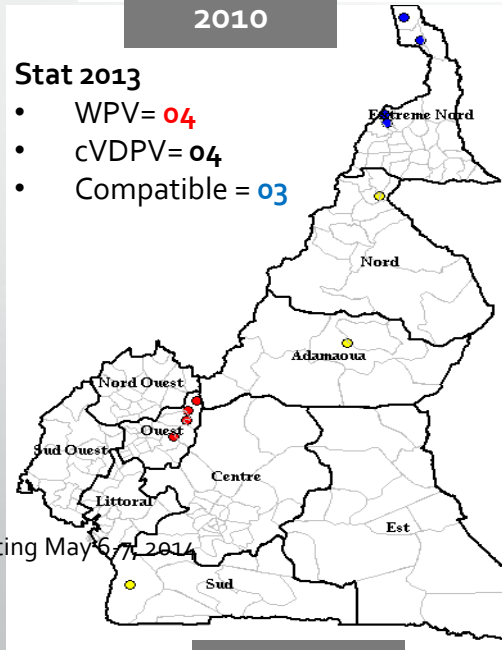 2010
Stat 2013
• WPV= 04
• cVDPV= 04
• Compatible = 03
Extreme Nord
Nord
Adamaoua
Nord Ouest
Ouest
Sud Ouest
Centre
Littoral
Est
ting May 6-7, 2014
Sud